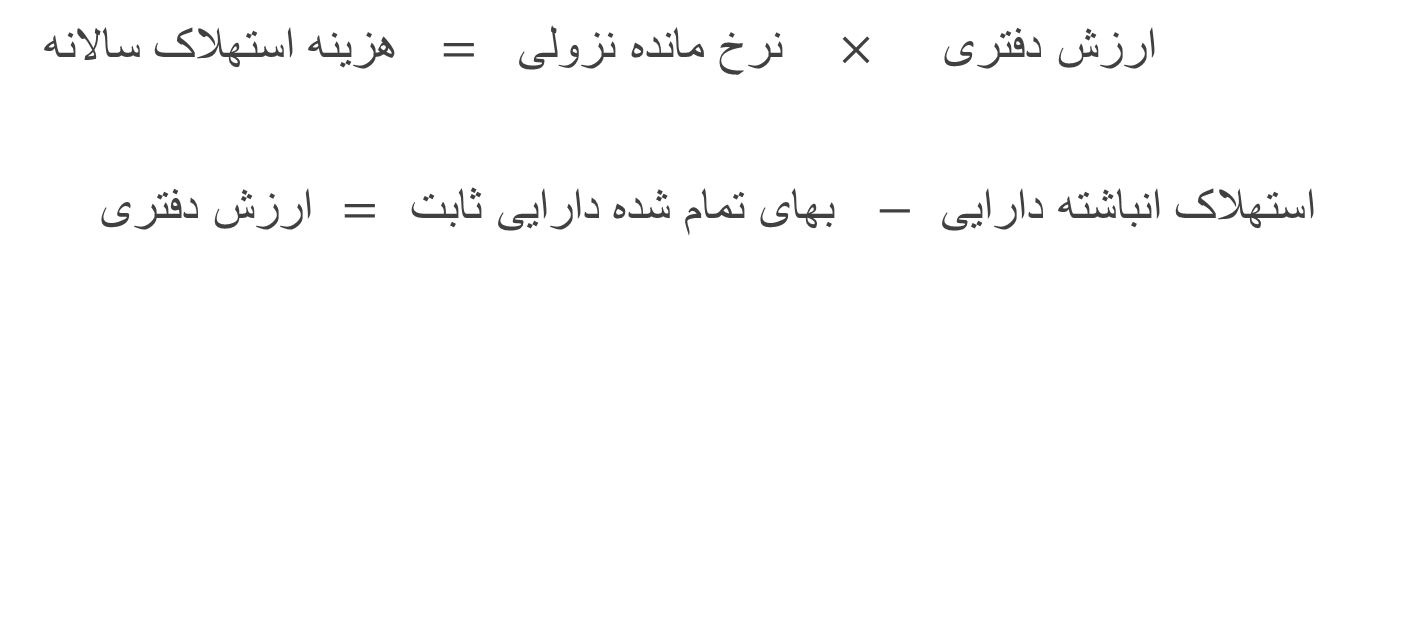 هزینه استهلاک سالانه = نرخ مانده نزولی × ارزش دفتری
ارزش دفتری = بهای تمام شده دارایی ثابت − استهلاک انباشته دارایی